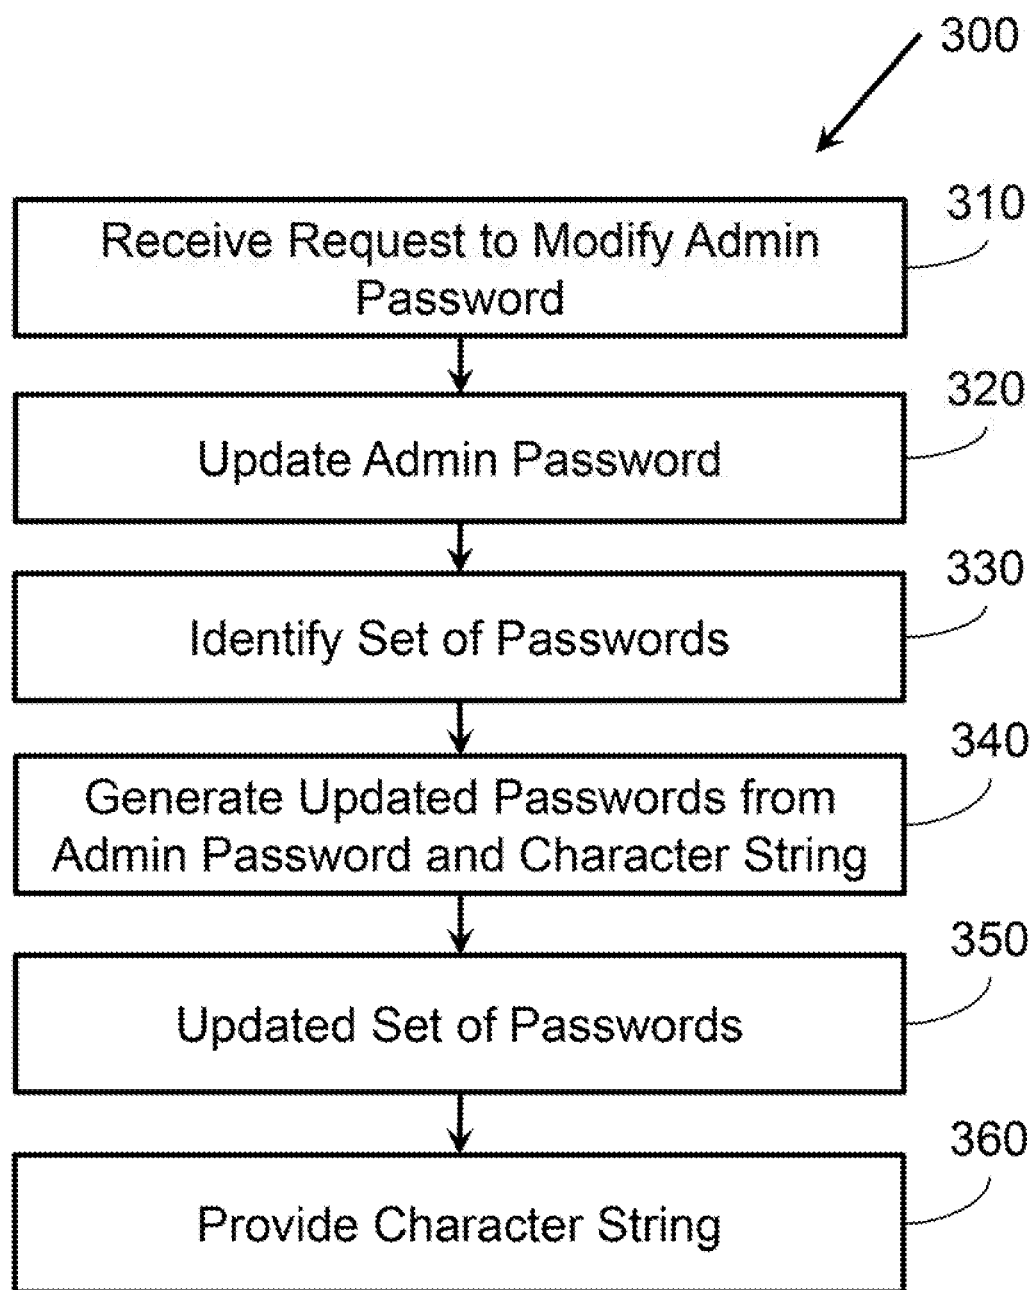 300
310
Receive Request to Modify Admin
Password
320
Update Admin Password
330
Identify Set of Passwords
340
Generate Updated Passwords from
Admin Password and Character String
350
Updated Set of Passwords
360
Provide Character String